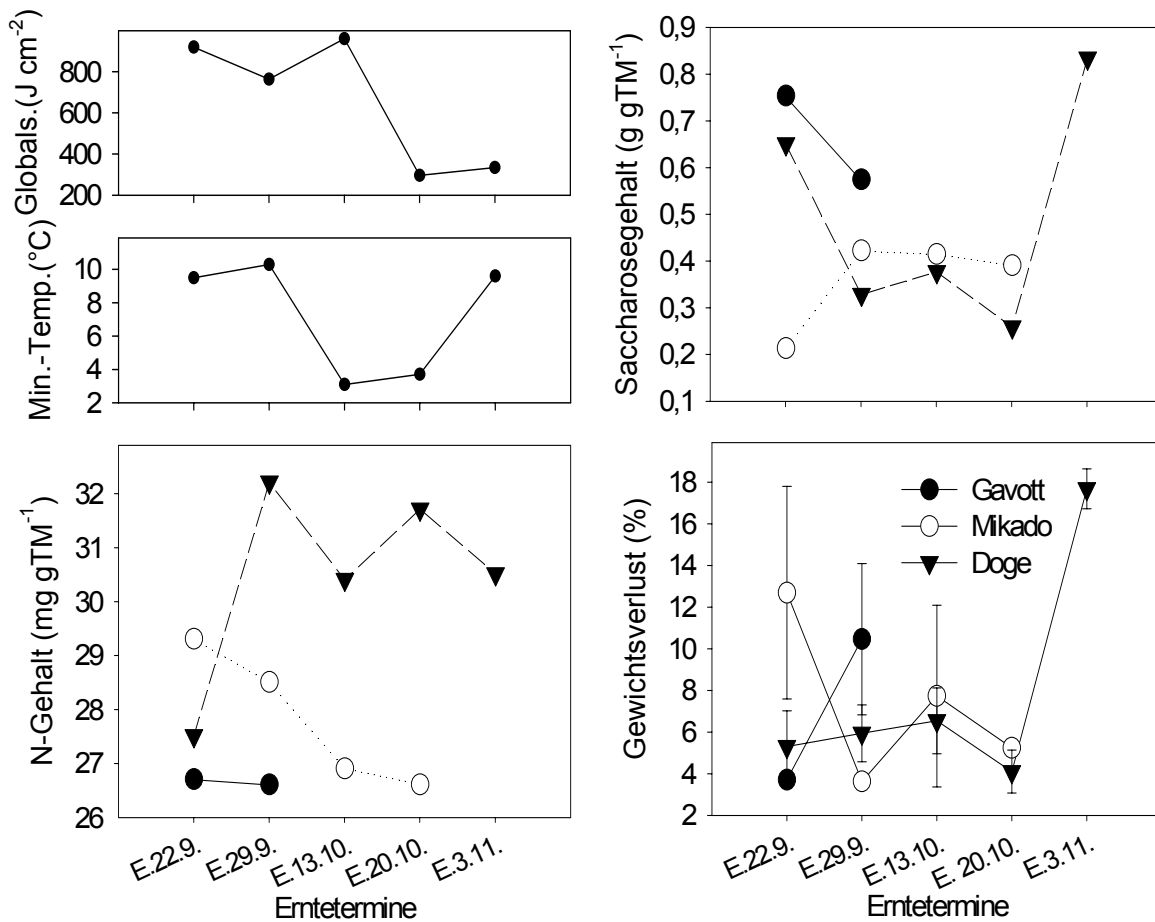 Globals.(J cm⁻²)
800
600
400
200
Min.-Temp.(°C)
10
8
6
4
2
N-Gehalt (mg gTM⁻¹)
32
31
30
29
28
27
26
E.22.9.
E.29.9.
E.13.10.
E.20.10.
E.3.11.
Erntetermine
Saccharosegehalt (g gTM⁻¹)
0,9
0,8
0,7
0,6
0,5
0,4
0,3
0,2
0,1
Gewichtsverlust (%)
18
16
14
12
10
8
6
4
2
Gavott
Mikado
Doge
E.22.9.
E.29.9.
E.13.10.
E. 20.10.
E.3.11.
Erntetermine